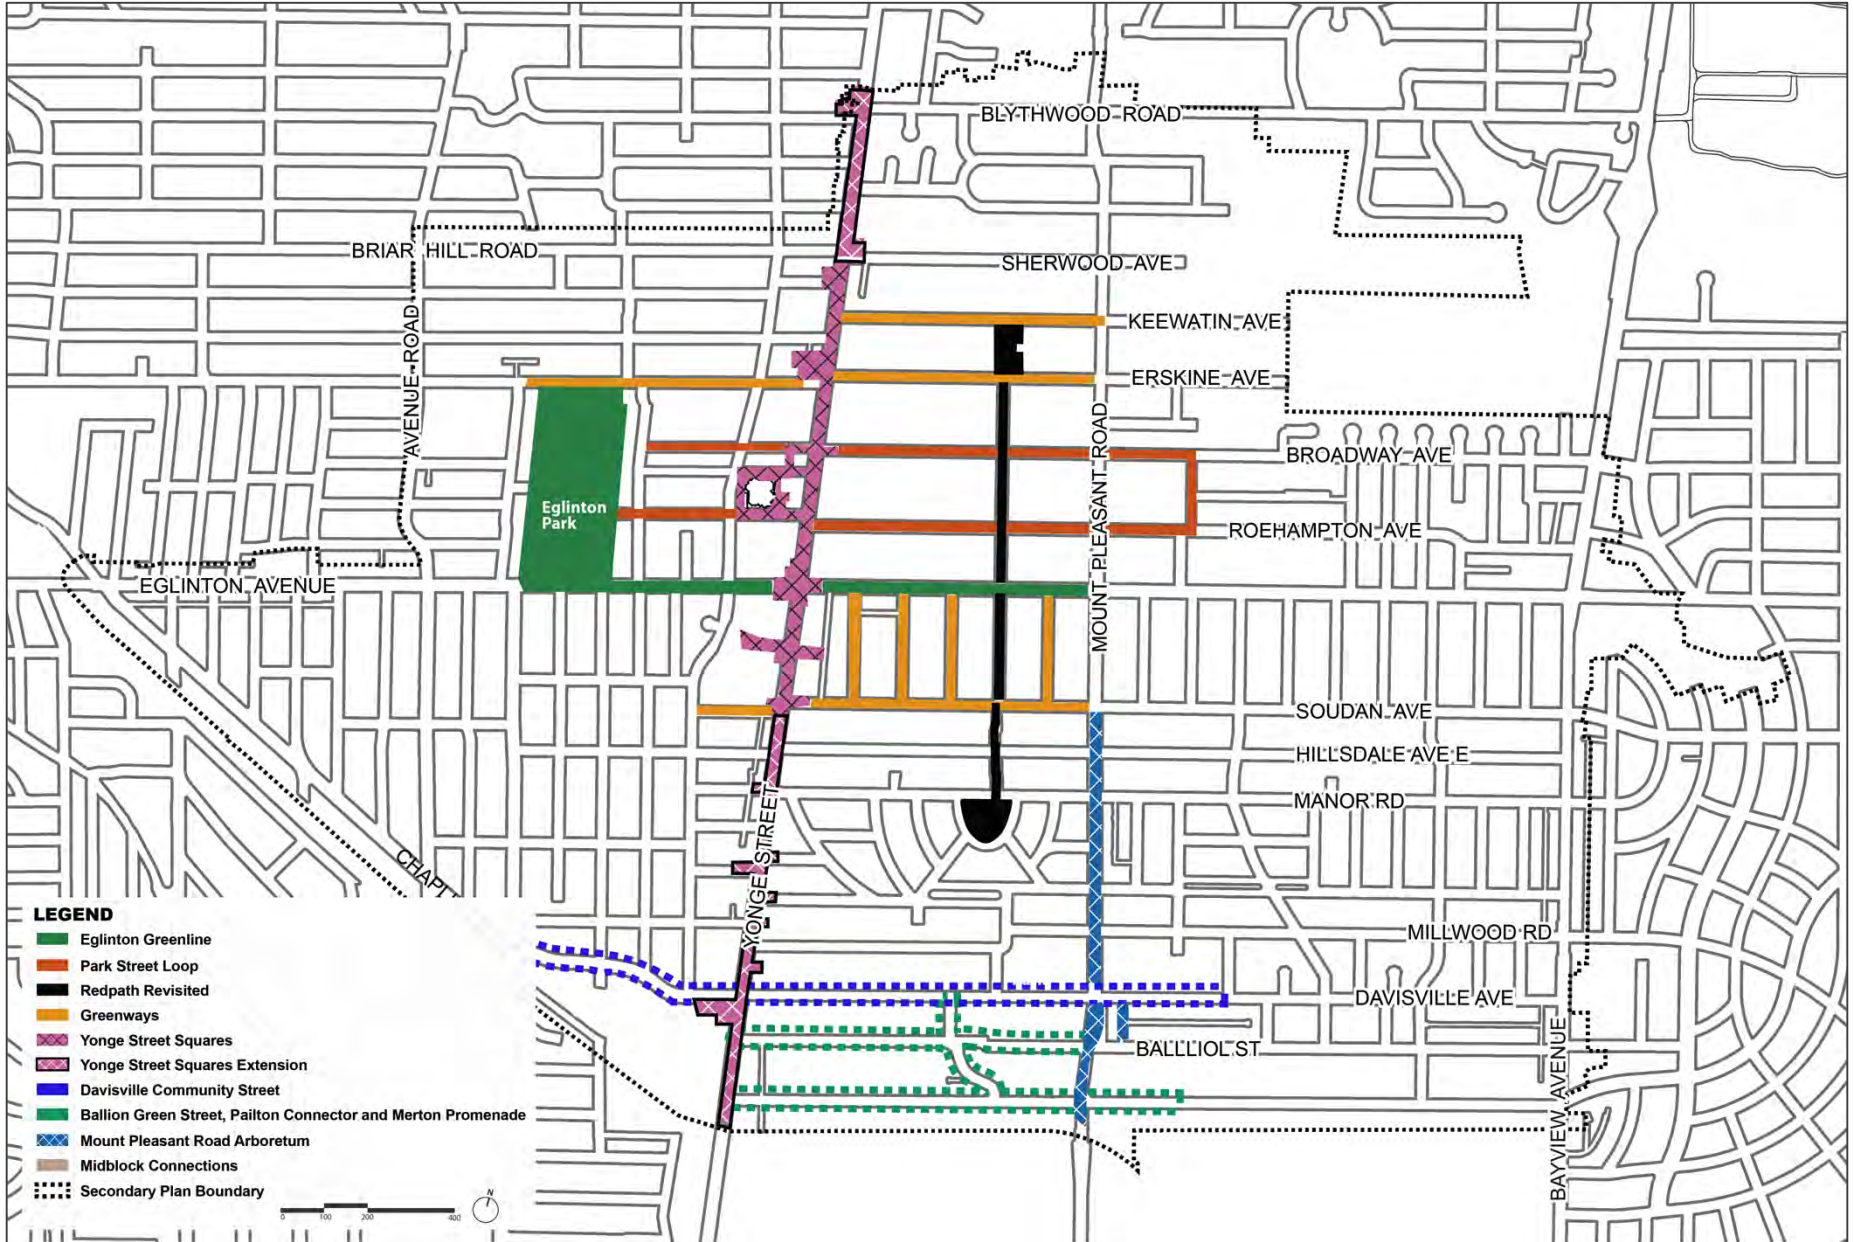 BLYTHWOOD ROAD
BRIAR HILL ROAD
SHERWOOD AVE
KEEWATIN AVE
ERSKINE AVE
AVENUE ROAD
MOUNT PLEASANT ROAD
BROADWAY AVE
Eglinton
Park
ROEHAMPTON AVE
EGLINTON AVENUE
SOUDAN AVE
HILLSDALE AVE E
MANOR RD
YONGE STREET
CHAPLI
MILLWOOD RD
DAVISVILLE AVE
BALLLIOL ST
BAYVIEW AVENUE
LEGEND
Eglinton Greenline
Park Street Loop
Redpath Revisited
Greenways
Yonge Street Squares
Yonge Street Squares Extension
Davisville Community Street
Ballion Green Street, Pailton Connector and Merton Promenade
Mount Pleasant Road Arboretum
Midblock Connections
Secondary Plan Boundary
0 100 200 400
N